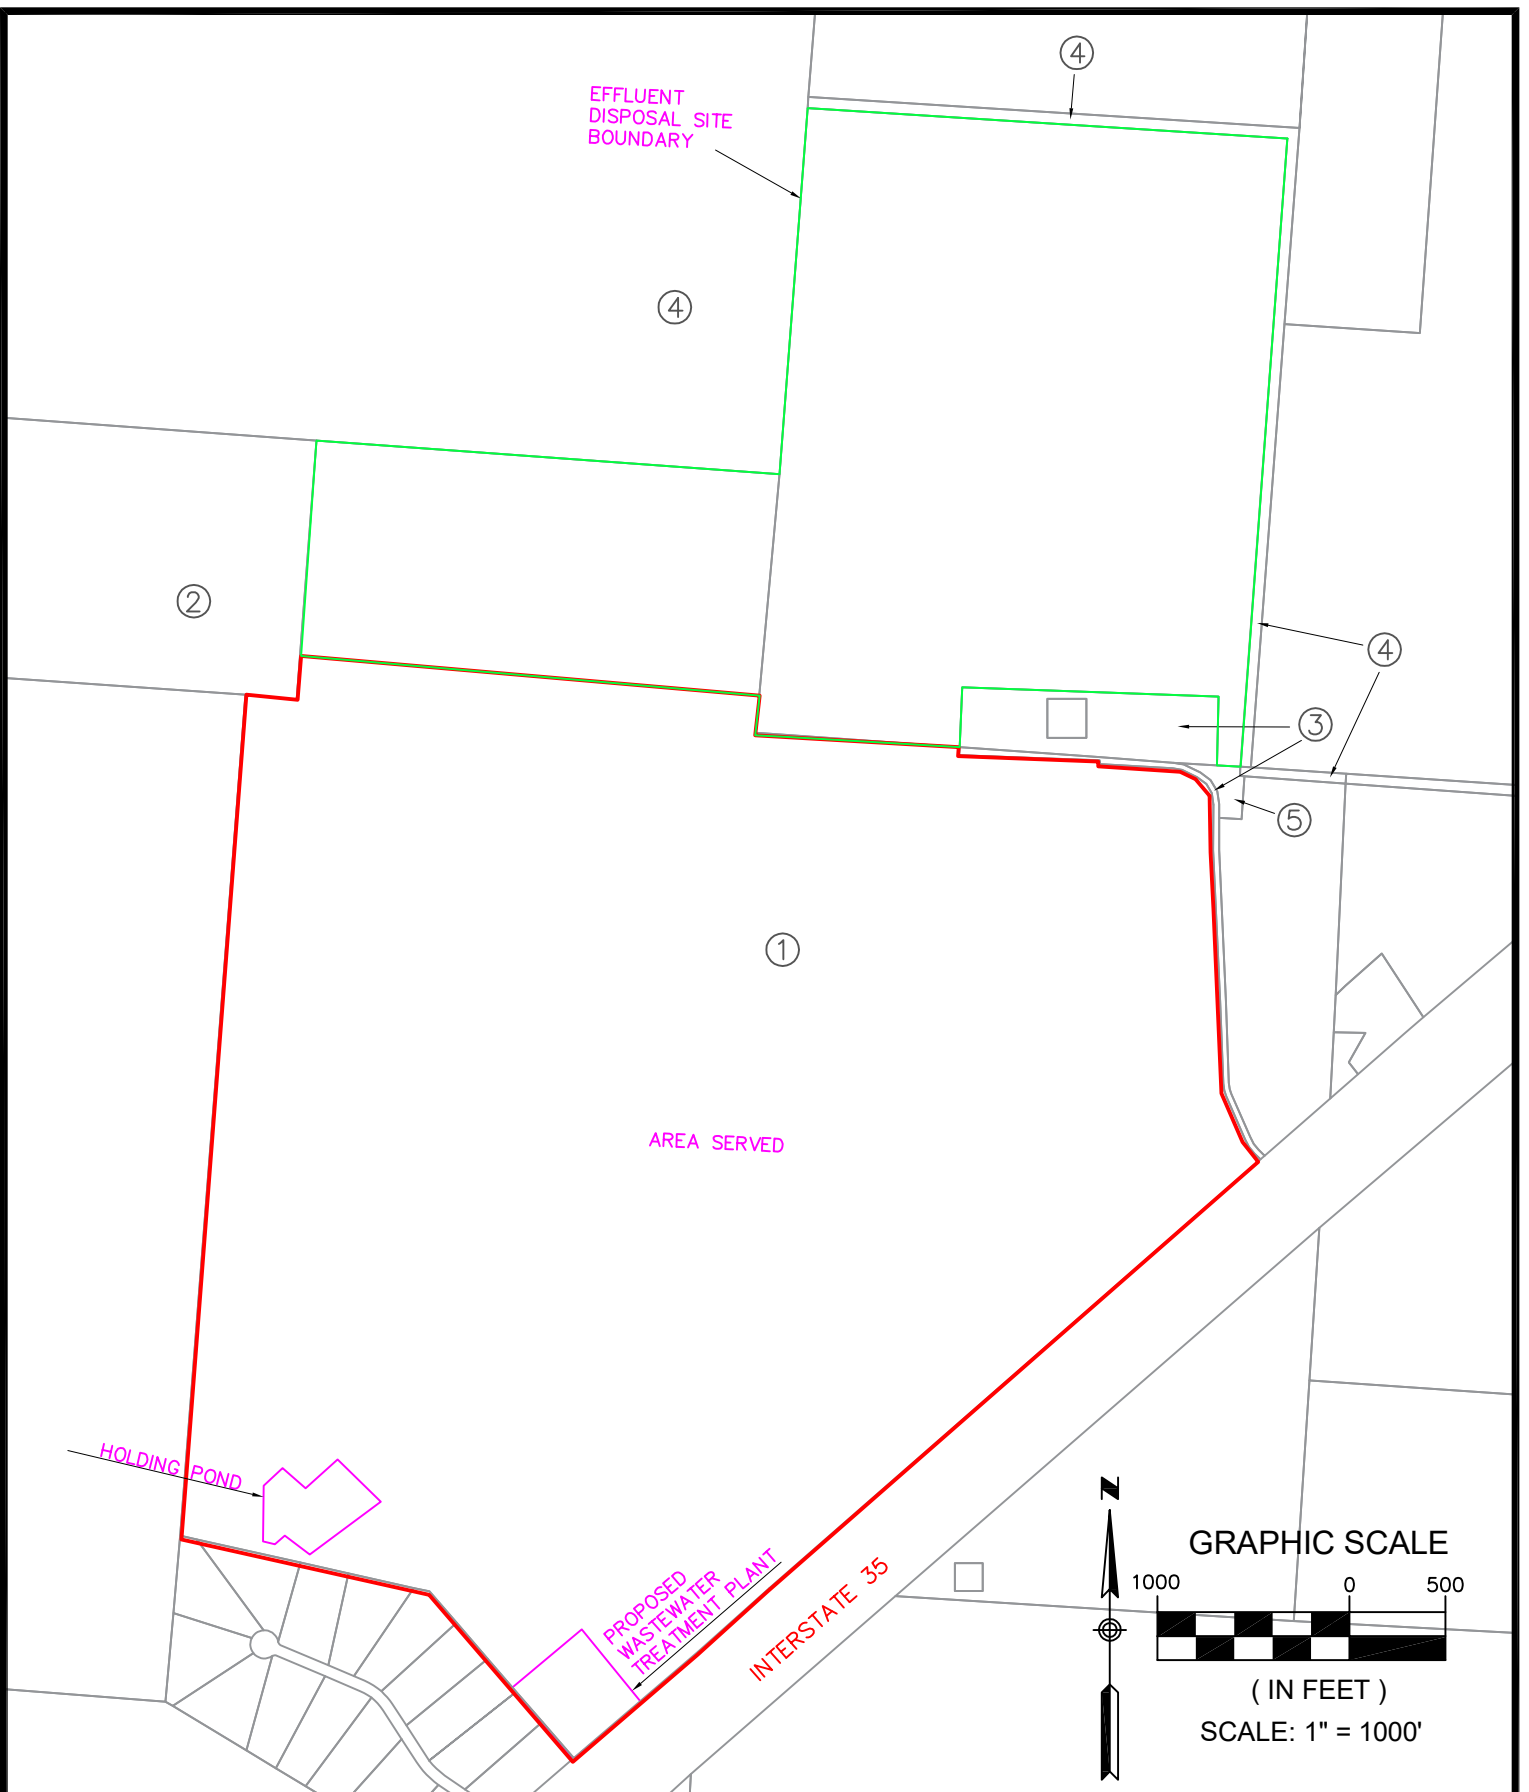 ④
EFFLUENT
DISPOSAL SITE
BOUNDARY
④
②
④
③
⑤
①
AREA SERVED
HOLDING POND
PROPOSED
WASTEWATER
TREATMENT PLANT
INTERSTATE 35
N
GRAPHIC SCALE
1000 0 500
( IN FEET )
SCALE: 1" = 1000'